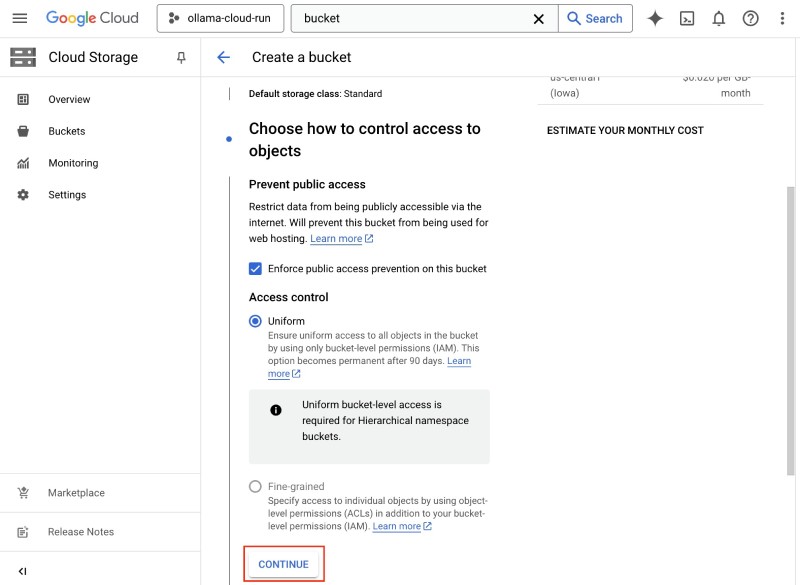 Google Cloud
ollama-cloud-run
bucket
Search
Cloud Storage
Create a bucket
Overview
Buckets
Monitoring
Settings
Marketplace
Release Notes
Default storage class: Standard
Choose how to control access to
objects
Prevent public access
Restrict data from being publicly accessible via the
internet. Will prevent this bucket from being used for
web hosting. Learn more
Enforce public access prevention on this bucket
Access control
Uniform
Ensure uniform access to all objects in the bucket
by using only bucket-level permissions (IAM). This
option becomes permanent after 90 days. Learn
more
Uniform bucket-level access is
required for Hierarchical namespace
buckets.
Fine-grained
Specify access to individual objects by using object-
level permissions (ACLs) in addition to your bucket-
level permissions (IAM). Learn more
CONTINUE
us-central1 $0.020 per GB-
(Iowa) month
ESTIMATE YOUR MONTHLY COST